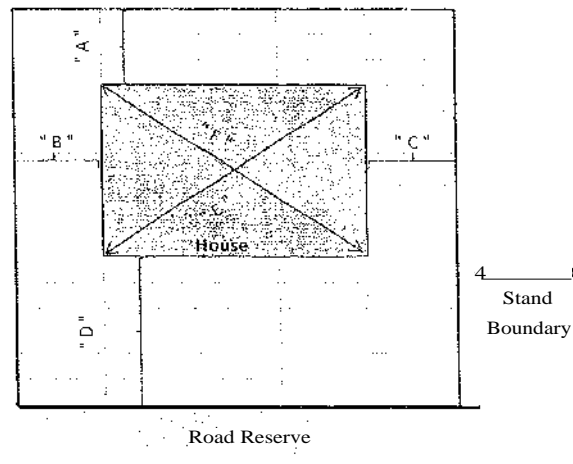 "A"
"B"
"C"
"F"
House
"D"
4
Stand
Boundary
Road Reserve